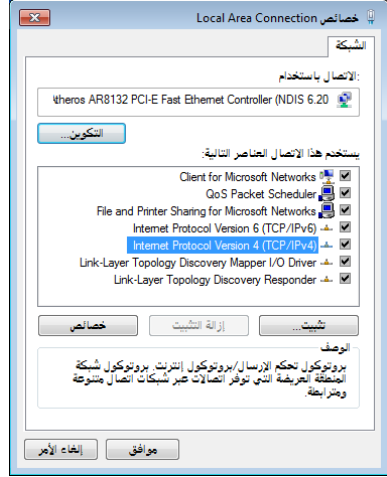 خصائص Local Area Connection
الشبكة
الاتصال باستخدام:
Atheros AR8132 PCI-E Fast Ethernet Controller (NDIS 6.20
التكوين...
يستخدم هذا الاتصال العناصر التالية:
Client for Microsoft Networks
QoS Packet Scheduler
File and Printer Sharing for Microsoft Networks
Internet Protocol Version 6 (TCP/IPv6)
Internet Protocol Version 4 (TCP/IPv4)
Link-Layer Topology Discovery Mapper I/O Driver
Link-Layer Topology Discovery Responder
تثبيت... إزالة التثبيت خصائص
الوصف
بروتوكول تحكم الإرسال/بروتوكول إنترنت. بروتوكول شبكة
المنطقة العريضة التي توفر اتصالات عبر شبكات اتصال متنوعة
ومترابطة.
موافق إلغاء الأمر